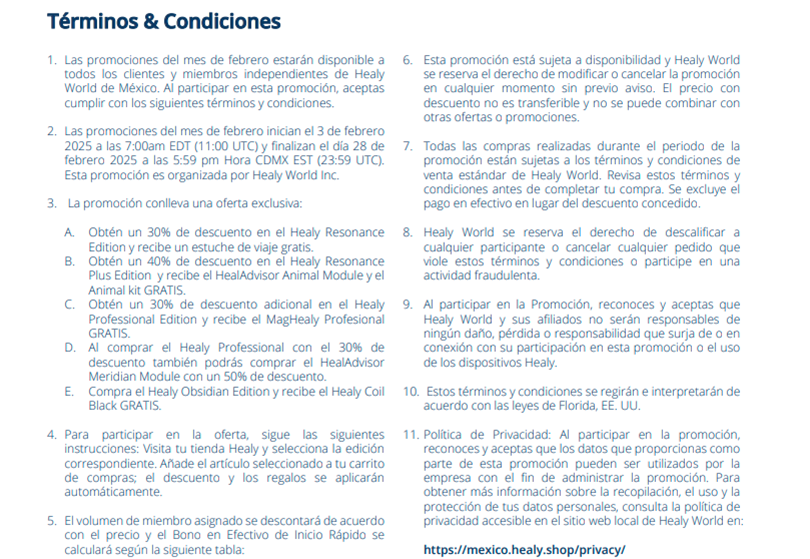 Términos & Condiciones
1. Las promociones del mes de febrero estarán disponible a
todos los clientes y miembros independientes de Healy
World de México. Al participar en esta promoción, aceptas
cumplir con los siguientes términos y condiciones.
2. Las promociones del mes de febrero inician el 3 de febrero
2025 a las 7:00am EDT (11:00 UTC) y finalizan el día 28 de
febrero 2025 a las 5:59 pm Hora CDMX EST (23:59 UTC).
Esta promoción es organizada por Healy World Inc.
3. La promoción conlleva una oferta exclusiva:
A. Obtén un 30% de descuento en el Healy Resonance
Edition y recibe un estuche de viaje gratis.
B. Obtén un 40% de descuento en el Healy Resonance
Plus Edition y recibe el HealAdvisor Animal Module y el
Animal kit GRATIS.
C. Obtén un 30% de descuento adicional en el Healy
Professional Edition y recibe el MagHealy Profesional
GRATIS.
D. Al comprar el Healy Professional con el 30% de
descuento también podrás comprar el HealAdvisor
Meridian Module con un 50% de descuento.
E. Compra el Healy Obsidian Edition y recibe el Healy Coil
Black GRATIS.
4. Para participar en la oferta, sigue las siguientes
instrucciones: Visita tu tienda Healy y selecciona la edición
correspondiente. Añade el artículo seleccionado a tu carrito
de compras; el descuento y los regalos se aplicarán
automáticamente.
5. El volumen de miembro asignado se descontará de acuerdo
con el precio y el Bono en Efectivo de Inicio Rápido se
calculará según la siguiente tabla:
6. Esta promoción está sujeta a disponibilidad y Healy World
se reserva el derecho de modificar o cancelar la promoción
en cualquier momento sin previo aviso. El precio con
descuento no es transferible y no se puede combinar con
otras ofertas o promociones.
7. Todas las compras realizadas durante el periodo de la
promoción están sujetas a los términos y condiciones de
venta estándar de Healy World. Revisa estos términos y
condiciones antes de completar tu compra. Se excluye el
pago en efectivo en lugar del descuento concedido.
8. Healy World se reserva el derecho de descalificar a
cualquier participante o cancelar cualquier pedido que
viole estos términos y condiciones o participe en una
actividad fraudulenta.
9. Al participar en la Promoción, reconoces y aceptas que
Healy World y sus afiliados no serán responsables de
ningún daño, pérdida o responsabilidad que surja de o en
conexión con su participación en esta promoción o el uso
de los dispositivos Healy.
10. Estos términos y condiciones se regirán e interpretarán de
acuerdo con las leyes de Florida, EE. UU.
11. Política de Privacidad: Al participar en la promoción,
reconoces y aceptas que los datos que proporcionas como
parte de esta promoción pueden ser utilizados por la
empresa con el fin de administrar la promoción. Para
obtener más información sobre la recopilación, el uso y la
protección de tus datos personales, consulta la política de
privacidad accesible en el sitio web local de Healy World en:
https://mexico.healy.shop/privacy/